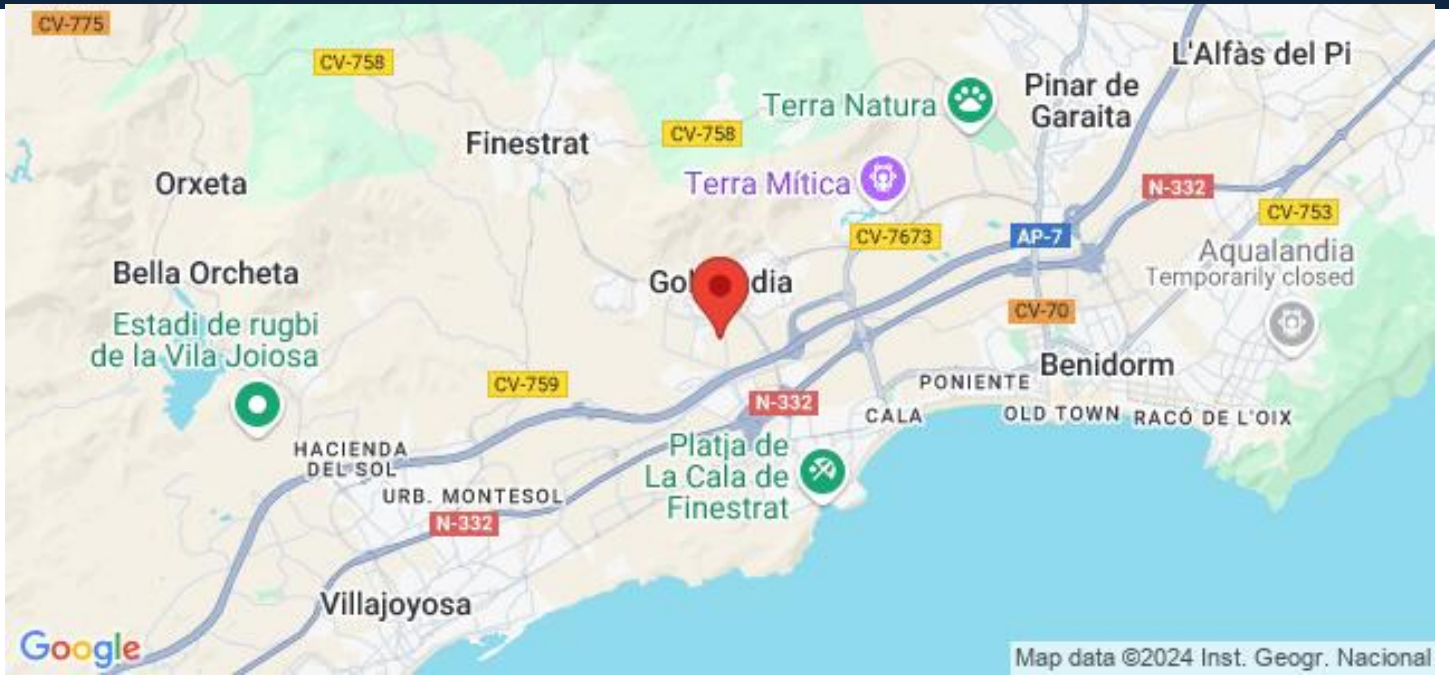 CV-775
L'Alfàs del Pi
CV-758
Pinar de
Garaita
Terra Natura
CV-758
Finestrat
Orxeta
Terra Mítica
N-332
CV-753
CV-7673
AP-7
Aqualandia
Temporarily closed
Bella Orcheta
Estadi de rugbi
de la Vila Joiosa
CV-70
Benidorm
CV-759
PONIENTE
N-332
CALA
OLD TOWN
RACÓ DE L'OIX
HACIENDA
DEL SOL
Platja de
La Cala de
Finestrat
URB. MONTESOL
N-332
Villajoyosa
Google
Map data ©2024 Inst. Geogr. Nacional